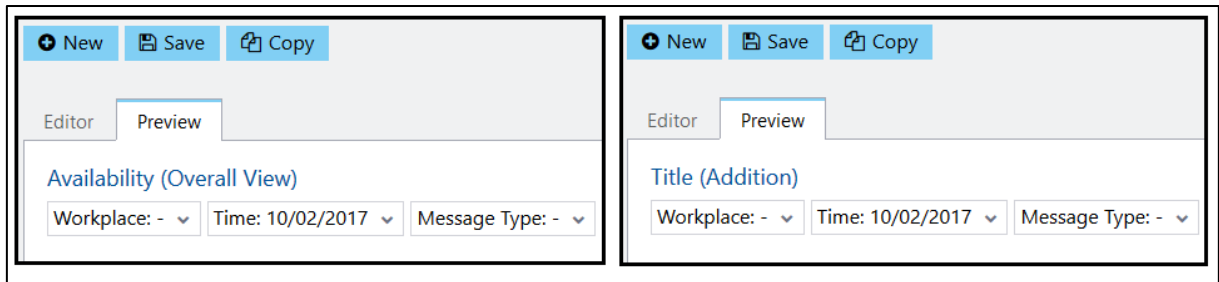 New Save Copy
Editor Preview
Availability (Overall View)
Workplace: - Time: 10/02/2017 Message Type: -
New Save Copy
Editor Preview
Title (Addition)
Workplace: - Time: 10/02/2017 Message Type: -